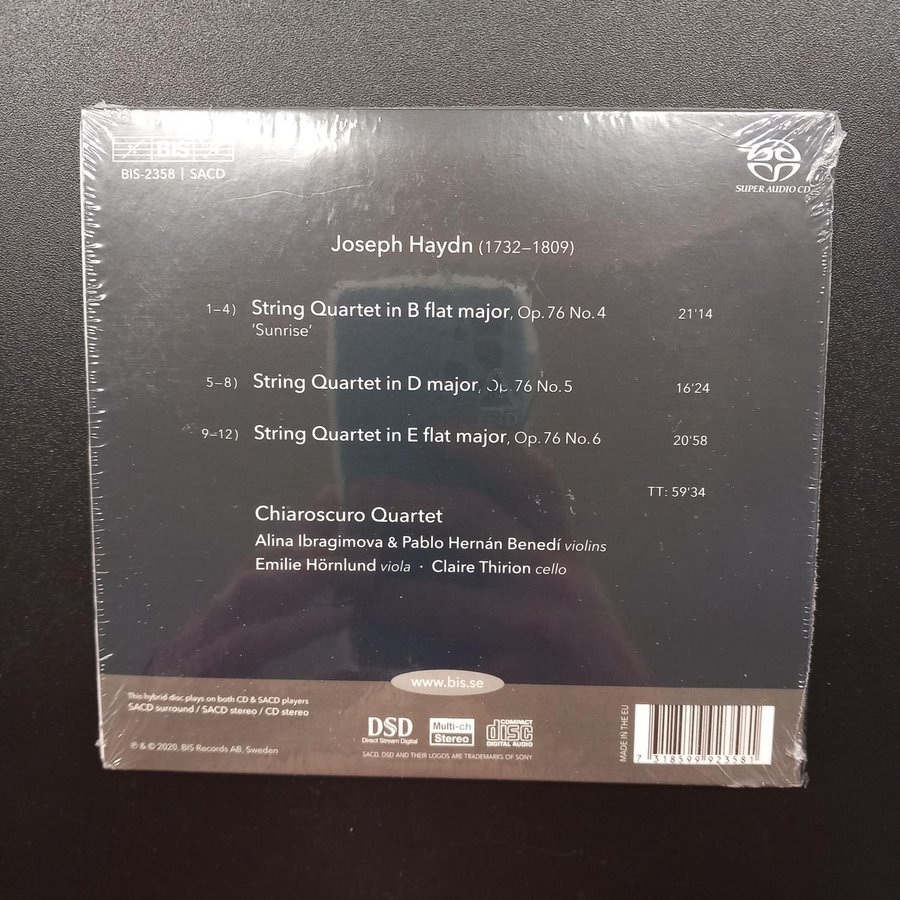 BIS
BIS-2358 | SACD
SUPER AUDIO CD
Joseph Haydn (1732–1809)
1–4) String Quartet in B flat major, Op. 76 No. 4 21'14
‘Sunrise’
5–8) String Quartet in D major, Op. 76 No. 5 16'24
9–12) String Quartet in E flat major, Op. 76 No. 6 20'58
TT: 59'34
Chiaroscuro Quartet
Alina Ibragimova & Pablo Hernán Benedí violins
Emilie Hörnlund viola · Claire Thirion cello
www.bis.se
This hybrid disc plays on both CD & SACD players
SACD surround / SACD stereo / CD stereo
DSD
Direct Stream Digital
Multi-ch
Stereo
COMPACT
disc
DIGITAL AUDIO
SACD, DSD AND THEIR LOGOS ARE TRADEMARKS OF SONY
℗ & © 2020, BIS Records AB, Sweden
MADE IN THE EU
7 318599 923581